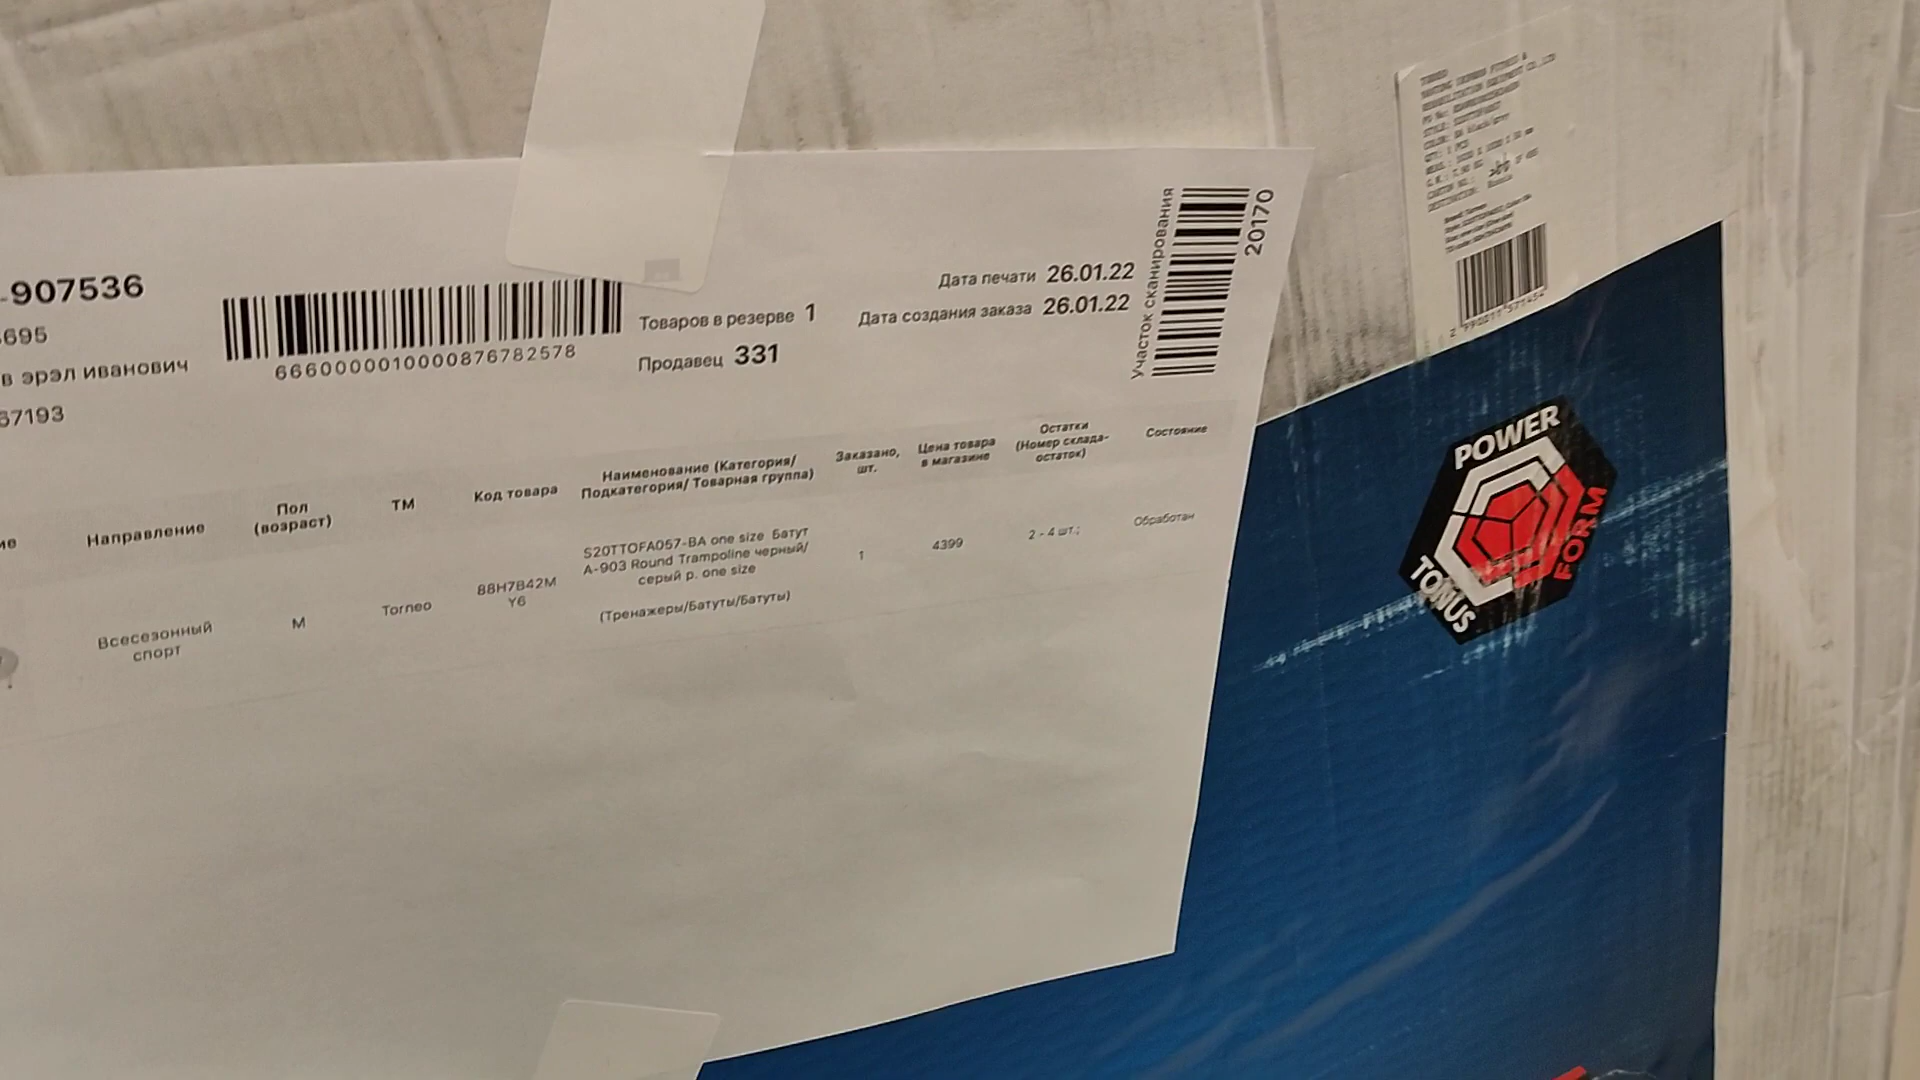 -907536
695
в эрэл иванович
67193
6660000010000876782578
Товаров в резерве 1
Продавец 331
Дата печати 26.01.22
Дата создания заказа 26.01.22
Участок сканирования
20170
ие
Направление
Пол
(возраст)
ТМ
Код товара
Наименование (Категория/
Подкатегория/ Товарная группа)
Заказано,
шт.
Цена товара
в магазине
Остатки
(Номер склада-
остаток)
Состояние
Всесезонный
спорт
М
Torneo
88H7B42M
Y6
S20TTOFA057-BA one size Батут
A-903 Round Trampoline черный/
серый р. one size
(Тренажеры/Батуты/Батуты)
1
4399
2 - 4 шт.;
Обработан
POWER
FORM
TONUS